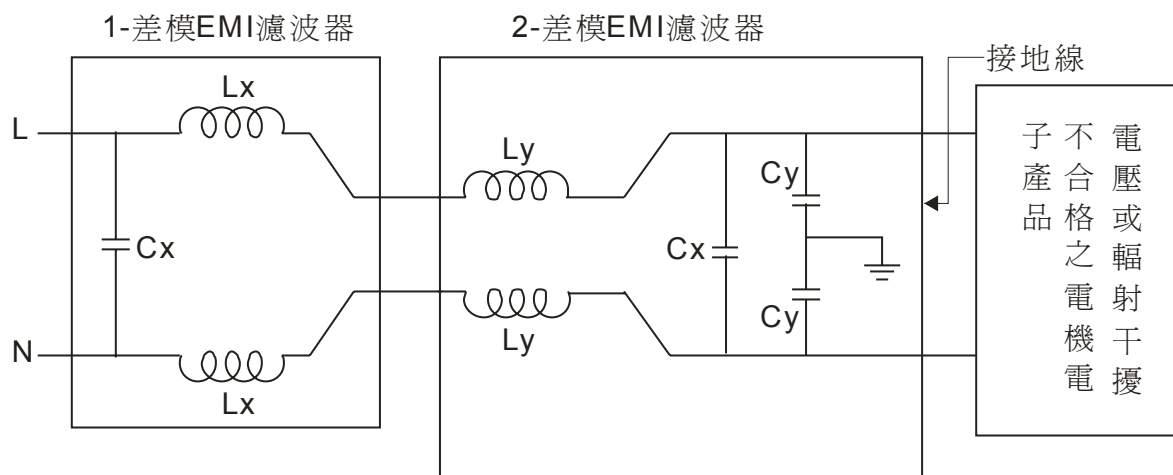 1-差模EMI濾波器
2-差模EMI濾波器
接地線
L
Lx
Cx
N
Lx
Ly
Ly
Cx
Cy
Cy
電壓或輻射干擾
不合格之電機電
子產品